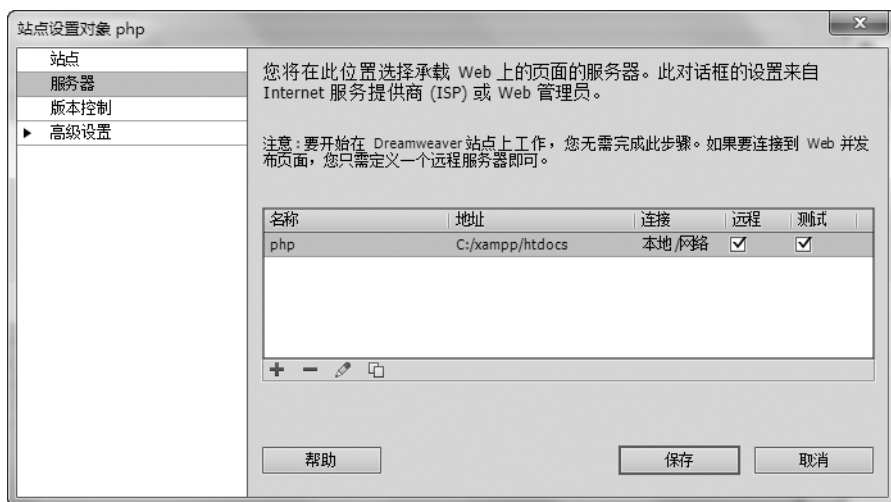 站点设置对象 php
站点
服务器
版本控制
高级设置
您将在此位置选择承载 Web 上的页面的服务器。此对话框的设置来自
Internet 服务提供商 (ISP) 或 Web 管理员。
注意:要开始在 Dreamweaver 站点上工作，您无需完成此步骤。如果要连接到 Web 并发
布页面，您只需定义一个远程服务器即可。
名称 地址 连接 远程 测试
php C:/xampp/htdocs 本地/网络
帮助 保存 取消